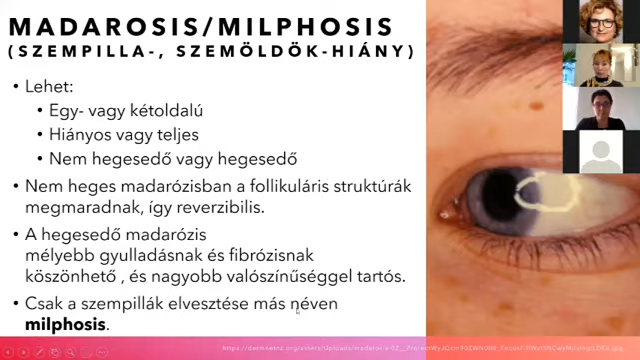 MADAROSIS/MILPHOSIS
(SZEMPILLA-, SZEMÖLDÖK-HIÁNY)
• Lehet:
• Egy- vagy kétoldalú
• Hiányos vagy teljes
• Nem hegesedő vagy hegesedő
• Nem heges madarózisban a follikuláris struktúrák
megmaradnak, így reverzibilis.
• A hegesedő madarózis
mélyebb gyulladásnak és fibrózisnak
köszönhető , és nagyobb valószínűséggel tartós.
• Csak a szempillák elvesztése más néven
milphosis.